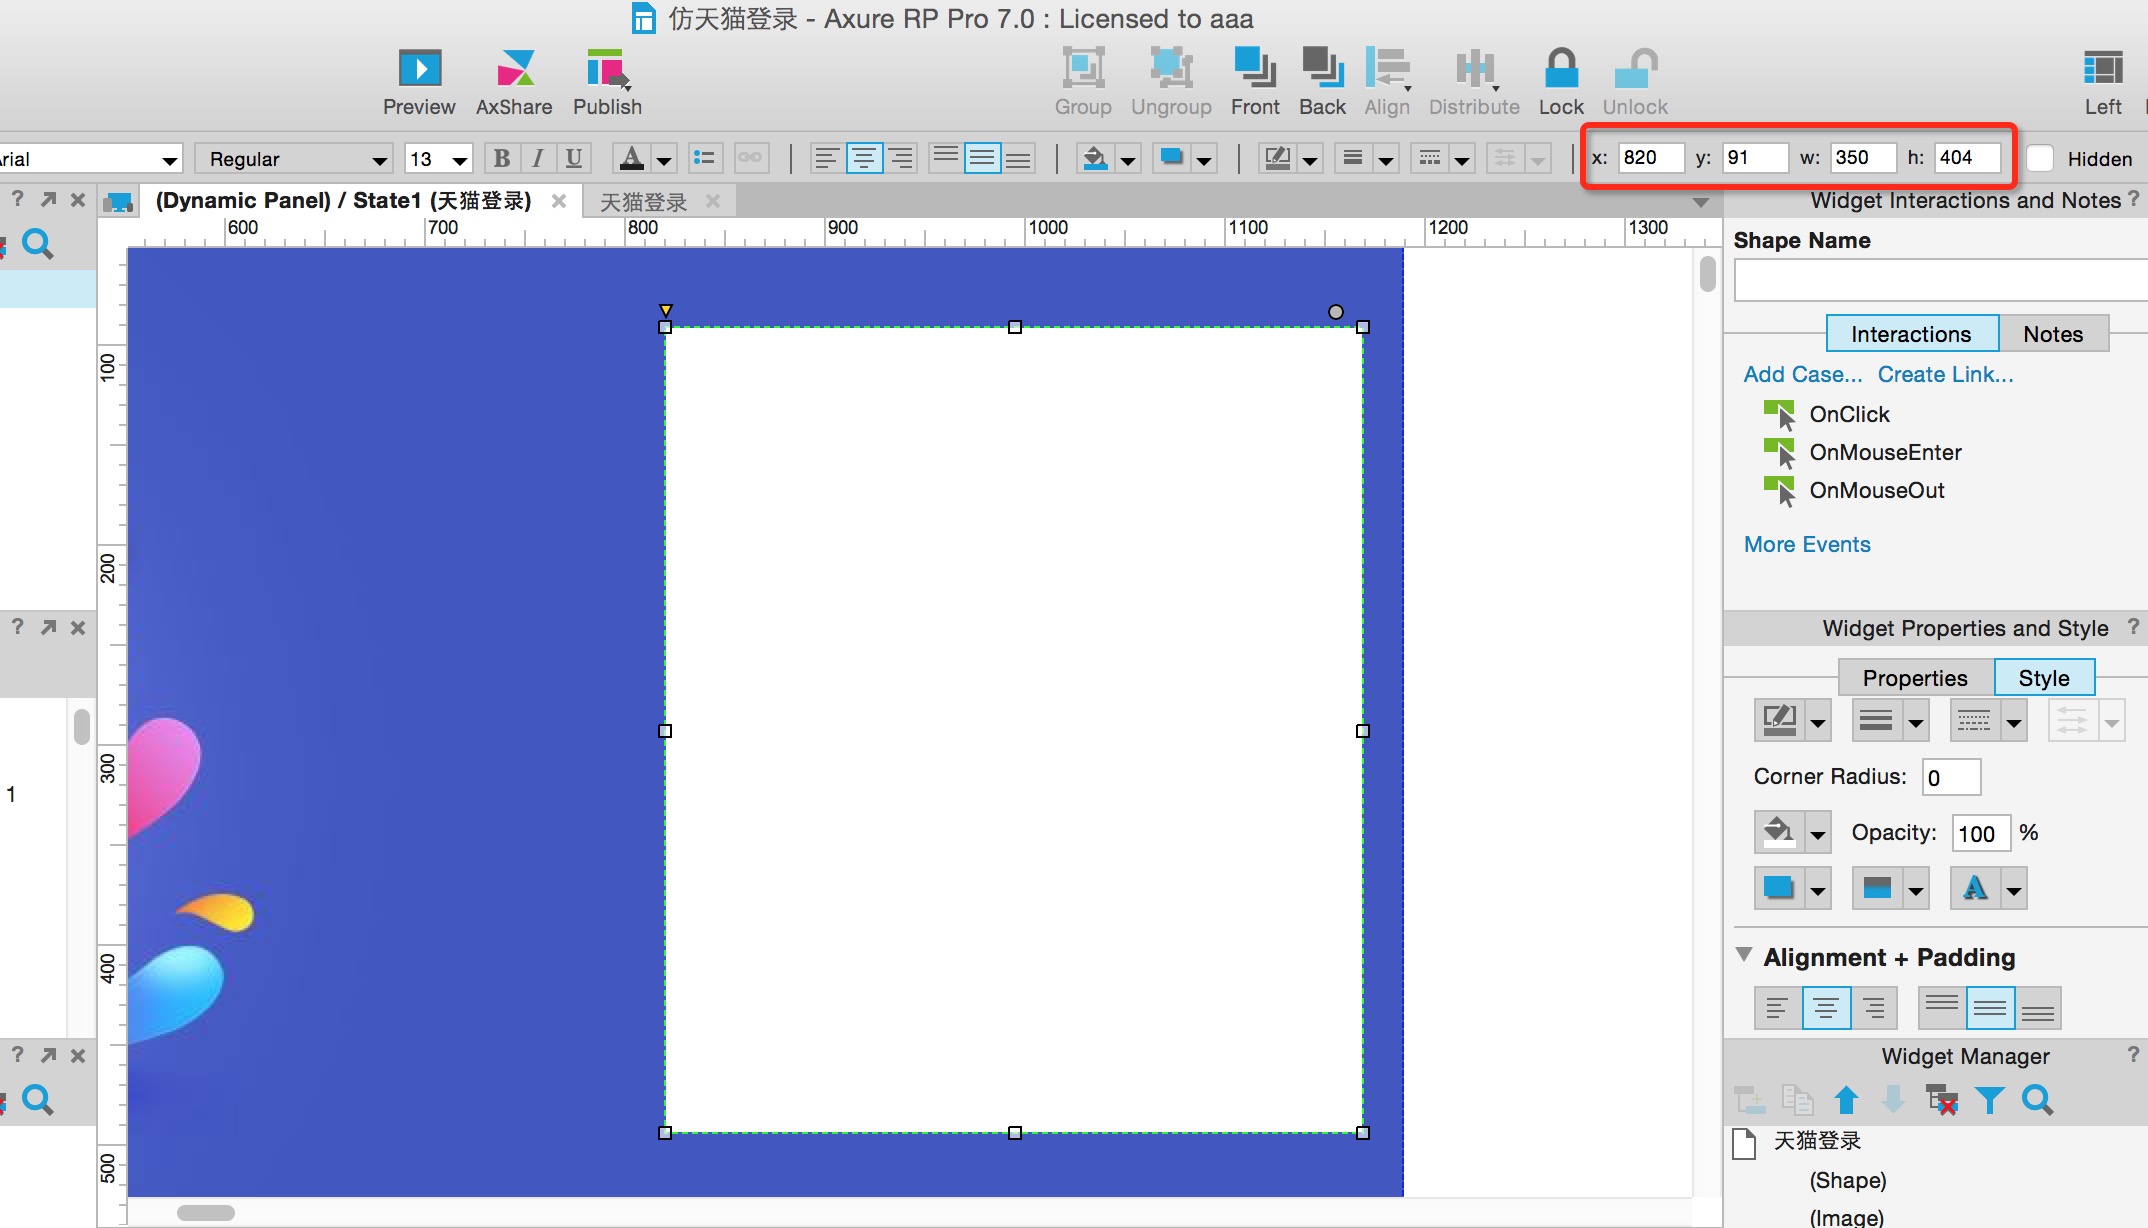 仿天猫登录 - Axure RP Pro 7.0 : Licensed to aaa
Preview AxShare Publish Group Ungroup Front Back Align Distribute Lock Unlock Left
rial Regular 13 B I U A x: 820 y: 91 w: 350 h: 404 Hidden
(Dynamic Panel) / State1 (天猫登录) 天猫登录
600 700 800 900 1000 1100 1200 1300
100
200
300
400
500
1
Widget Interactions and Notes ?
Shape Name
Interactions Notes
Add Case... Create Link...
OnClick
OnMouseEnter
OnMouseOut
More Events
Widget Properties and Style ?
Properties Style
Corner Radius: 0
Opacity: 100 %
A
Alignment + Padding
Widget Manager ?
天猫登录
(Shape)
(Image)